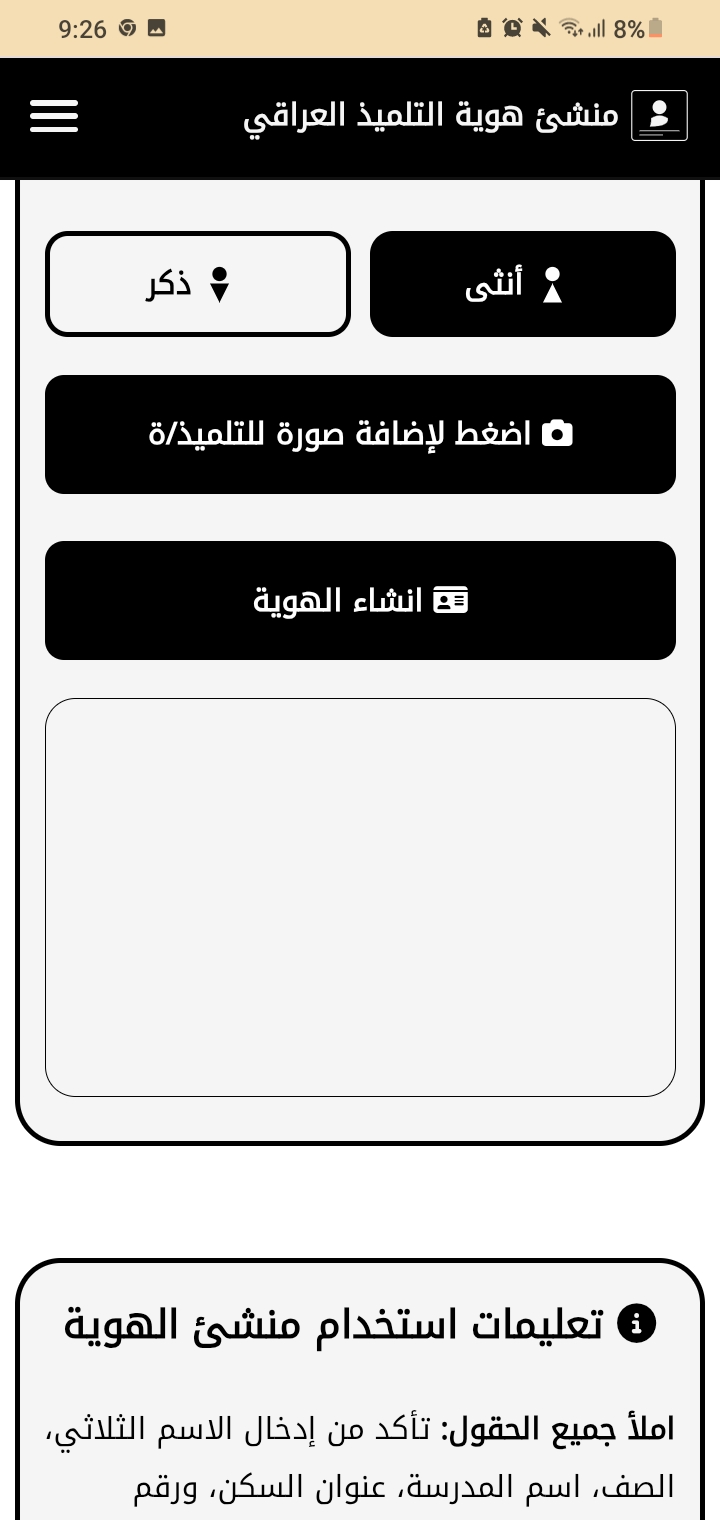 9:26
8%
منشئ هوية التلميذ العراقي
أنثى
ذكر
اضغط لإضافة صورة للتلميذ/ة
انشاء الهوية
تعليمات استخدام منشئ الهوية
املأ جميع الحقول: تأكد من إدخال الاسم الثلاثي،
الصف، اسم المدرسة، عنوان السكن، ورقم